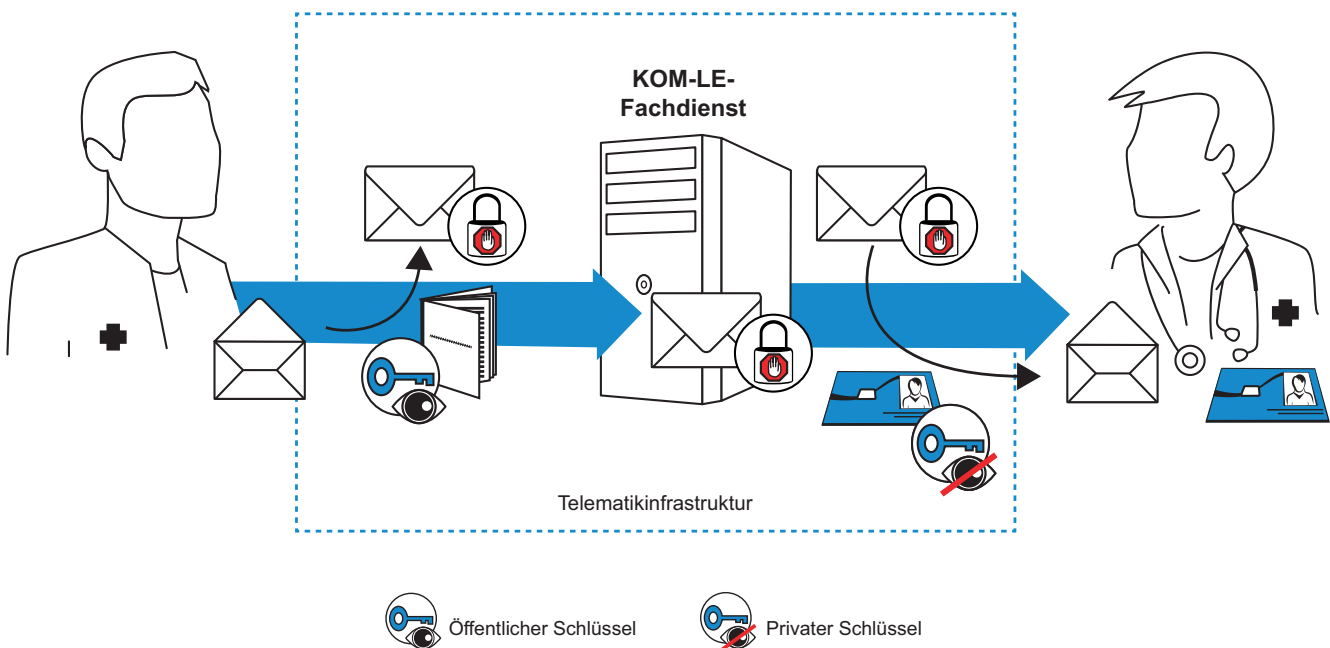 KOM-LE-
Fachdienst
Telematikinfrastruktur
Öffentlicher Schlüssel
Privater Schlüssel